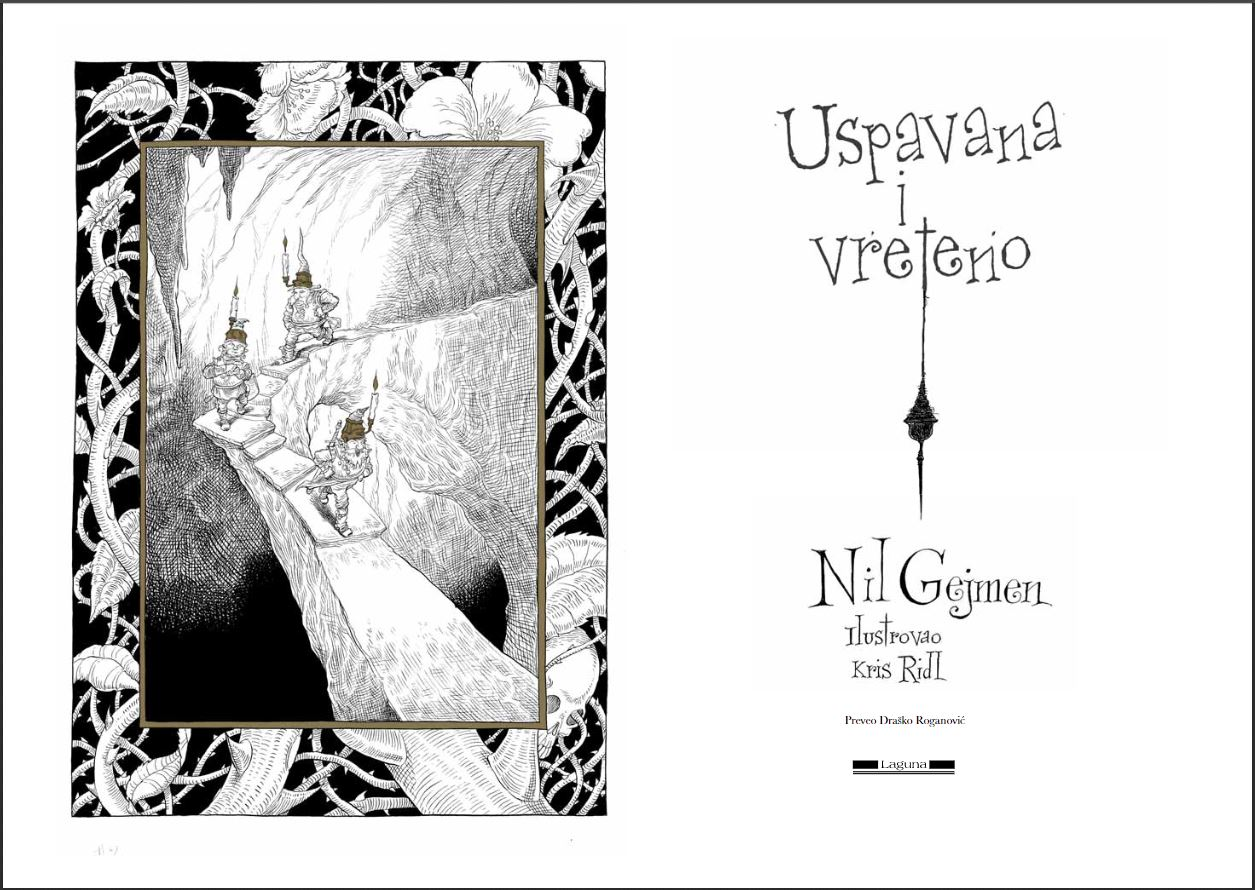 Uspavana
i
vreteno
Nil Gejmen
Ilustrovao
Kris Ridl
Preveo Draško Roganović
Laguna